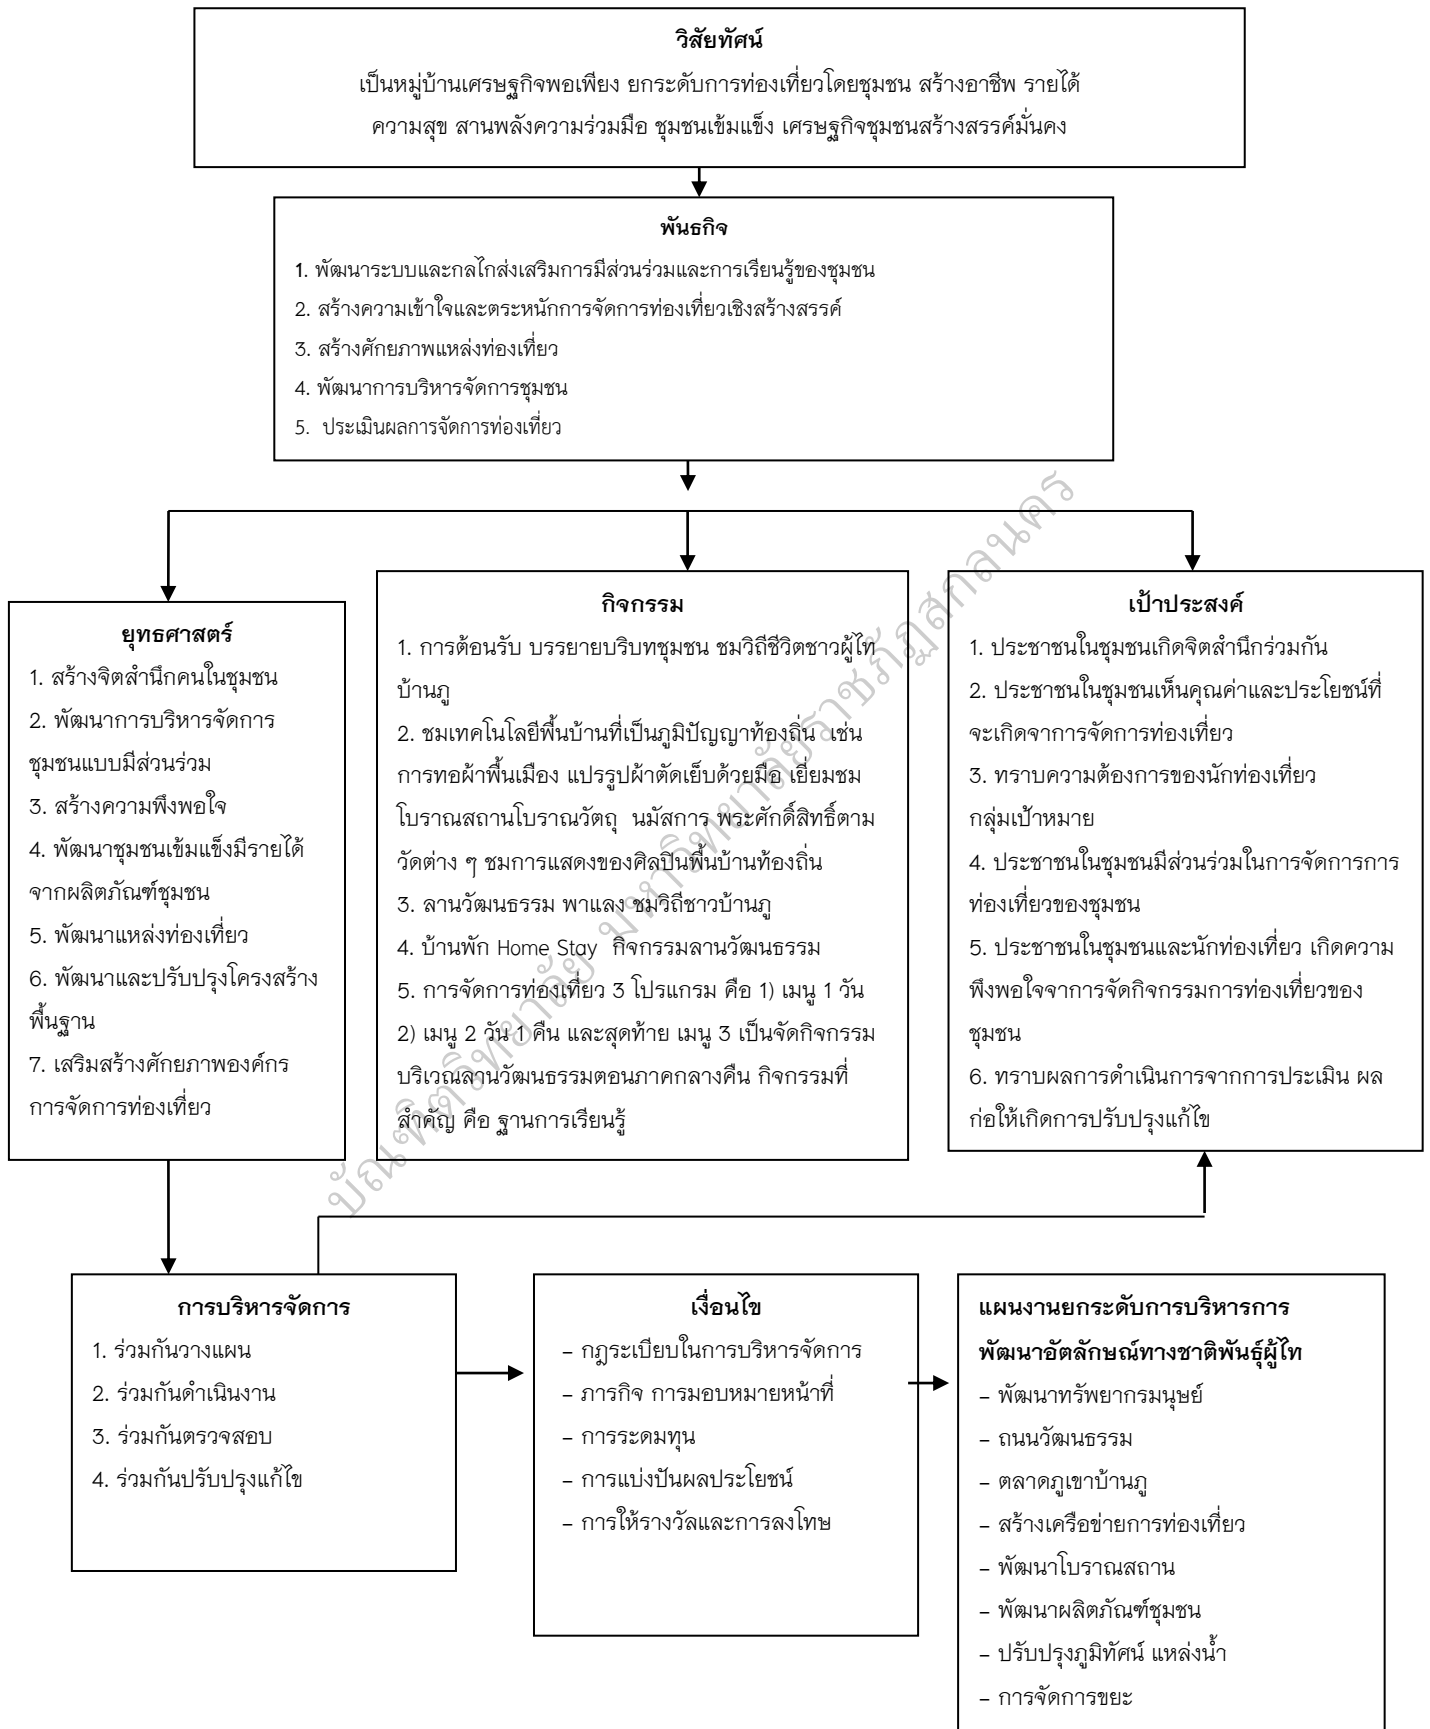 วิสัยทัศน์
เป็นหมู่บ้านเศรษฐกิจพอเพียง ยกระดับการท่องเที่ยวโดยชุมชน สร้างอาชีพ รายได้
ความสุข สานพลังความร่วมมือ ชุมชนเข้มแข็ง เศรษฐกิจชุมชนสร้างสรรค์มั่นคง
พันธกิจ
1. พัฒนาระบบและกลไกส่งเสริมการมีส่วนร่วมและการเรียนรู้ของชุมชน
2. สร้างความเข้าใจและตระหนักการจัดการท่องเที่ยวเชิงสร้างสรรค์
3. สร้างศักยภาพแหล่งท่องเที่ยว
4. พัฒนาการบริหารจัดการชุมชน
5. ประเมินผลการจัดการท่องเที่ยว
ยุทธศาสตร์
1. สร้างจิตสำนึกคนในชุมชน
2. พัฒนาการบริหารจัดการ
ชุมชนแบบมีส่วนร่วม
3. สร้างความพึงพอใจ
4. พัฒนาชุมชนเข้มแข็งมีรายได้
จากผลิตภัณฑ์ชุมชน
5. พัฒนาแหล่งท่องเที่ยว
6. พัฒนาและปรับปรุงโครงสร้าง
พื้นฐาน
7. เสริมสร้างศักยภาพองค์กร
การจัดการท่องเที่ยว
กิจกรรม
1. การต้อนรับ บรรยายบริบทชุมชน ชมวิถีชีวิตชาวผู้ไท
บ้านภู
2. ชมเทคโนโลยีพื้นบ้านที่เป็นภูมิปัญญาท้องถิ่น เช่น
การทอผ้าพื้นเมือง แปรรูปผ้าตัดเย็บด้วยมือ เยี่ยมชม
โบราณสถานโบราณวัตถุ นมัสการ พระศักดิ์สิทธิ์ตาม
วัดต่าง ๆ ชมการแสดงของศิลปินพื้นบ้านท้องถิ่น
3. ลานวัฒนธรรม พาแลง ชมวิถีชาวบ้านภู
4. บ้านพัก Home Stay กิจกรรมลานวัฒนธรรม
5. การจัดการท่องเที่ยว 3 โปรแกรม คือ 1) เมนู 1 วัน
2) เมนู 2 วัน 1 คืน และสุดท้าย เมนู 3 เป็นจัดกิจกรรม
บริเวณลานวัฒนธรรมตอนภาคกลางคืน กิจกรรมที่
สำคัญ คือ ฐานการเรียนรู้
เป้าประสงค์
1. ประชาชนในชุมชนเกิดจิตสำนึกร่วมกัน
2. ประชาชนในชุมชนเห็นคุณค่าและประโยชน์ที่
จะเกิดจาการจัดการท่องเที่ยว
3. ทราบความต้องการของนักท่องเที่ยว
กลุ่มเป้าหมาย
4. ประชาชนในชุมชนมีส่วนร่วมในการจัดการการ
ท่องเที่ยวของชุมชน
5. ประชาชนในชุมชนและนักท่องเที่ยว เกิดความ
พึงพอใจจาการจัดกิจกรรมการท่องเที่ยวของ
ชุมชน
6. ทราบผลการดำเนินการจากการประเมิน ผล
ก่อให้เกิดการปรับปรุงแก้ไข
บัณฑิตวิทยาลัย มหาวิทยาลัยราชภัฏสกลนคร
การบริหารจัดการ
1. ร่วมกันวางแผน
2. ร่วมกันดำเนินงาน
3. ร่วมกันตรวจสอบ
4. ร่วมกันปรับปรุงแก้ไข
เงื่อนไข
– กฎระเบียบในการบริหารจัดการ
– ภารกิจ การมอบหมายหน้าที่
– การระดมทุน
– การแบ่งปันผลประโยชน์
– การให้รางวัลและการลงโทษ
แผนงานยกระดับการบริหารการ
พัฒนาอัตลักษณ์ทางชาติพันธุ์ผู้ไท
– พัฒนาทรัพยากรมนุษย์
– ถนนวัฒนธรรม
– ตลาดภูเขาบ้านภู
– สร้างเครือข่ายการท่องเที่ยว
– พัฒนาโบราณสถาน
– พัฒนาผลิตภัณฑ์ชุมชน
– ปรับปรุงภูมิทัศน์ แหล่งน้ำ
– การจัดการขยะ